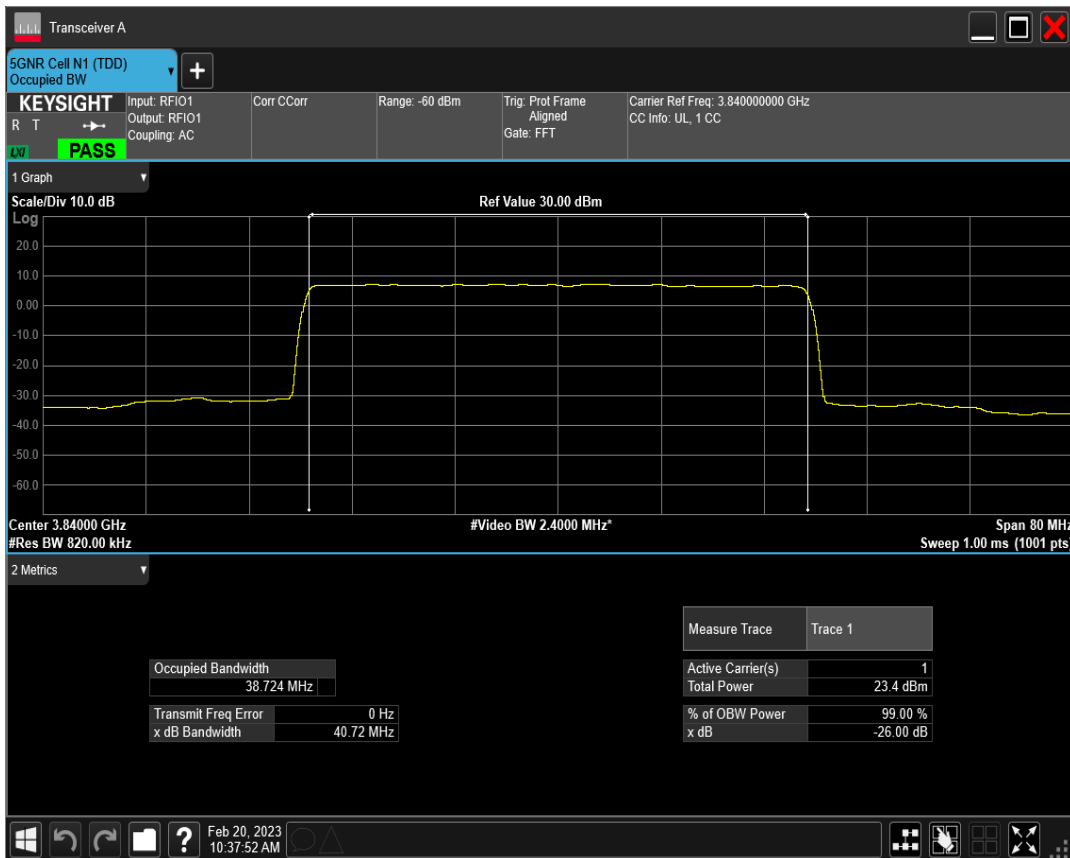 Transceiver A
5GNR Cell N1 (TDD)
Occupied BW
+
KEYSIGHT
R T
LXI
PASS
Input: RFIO1
Output: RFIO1
Coupling: AC
Corr CCorr
Range: -60 dBm
Trig: Prot Frame
Aligned
Gate: FFT
Carrier Ref Freq: 3.840000000 GHz
CC Info: UL, 1 CC
1 Graph
Scale/Div 10.0 dB
Ref Value 30.00 dBm
Log
20.0
10.0
0.00
-10.0
-20.0
-30.0
-40.0
-50.0
-60.0
Center 3.84000 GHz
#Video BW 2.4000 MHz*
Span 80 MHz
#Res BW 820.00 kHz
Sweep 1.00 ms (1001 pts)
2 Metrics
Measure Trace Trace 1
Occupied Bandwidth
38.724 MHz
Active Carrier(s) 1
Total Power 23.4 dBm
Transmit Freq Error 0 Hz
x dB Bandwidth 40.72 MHz
% of OBW Power 99.00 %
x dB -26.00 dB
?
Feb 20, 2023
10:37:52 AM